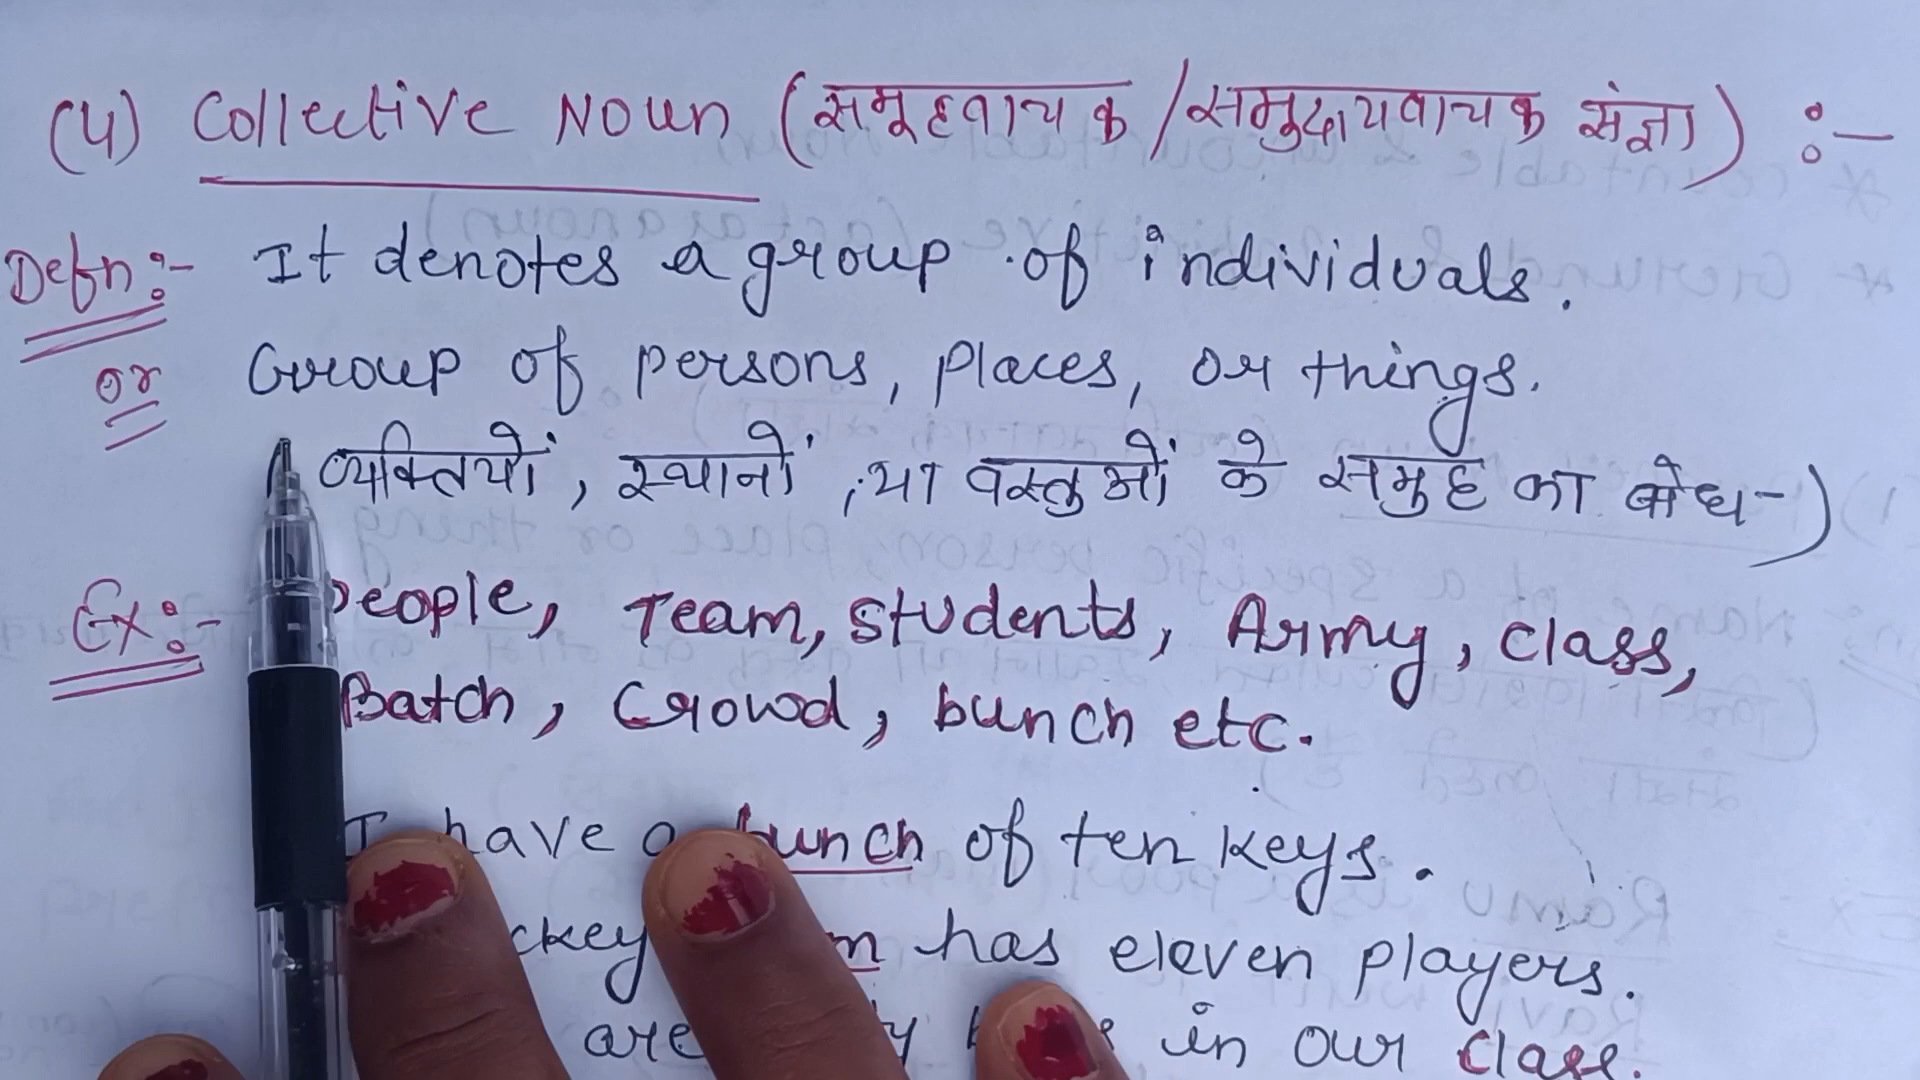 (4) Collective Noun (समूहवाचक/समुदायवाचक संज्ञा) :-
Defn:- It denotes a group of individuals.
or Group of persons, places, or things.
(व्यक्तियों, स्थानों, या वस्तुओं के समुह का बोध-)
Ex:- People, Team, Students, Army, Class,
Batch, Crowd, bunch etc.
I have a bunch of ten keys.
has eleven players.
are in our class.